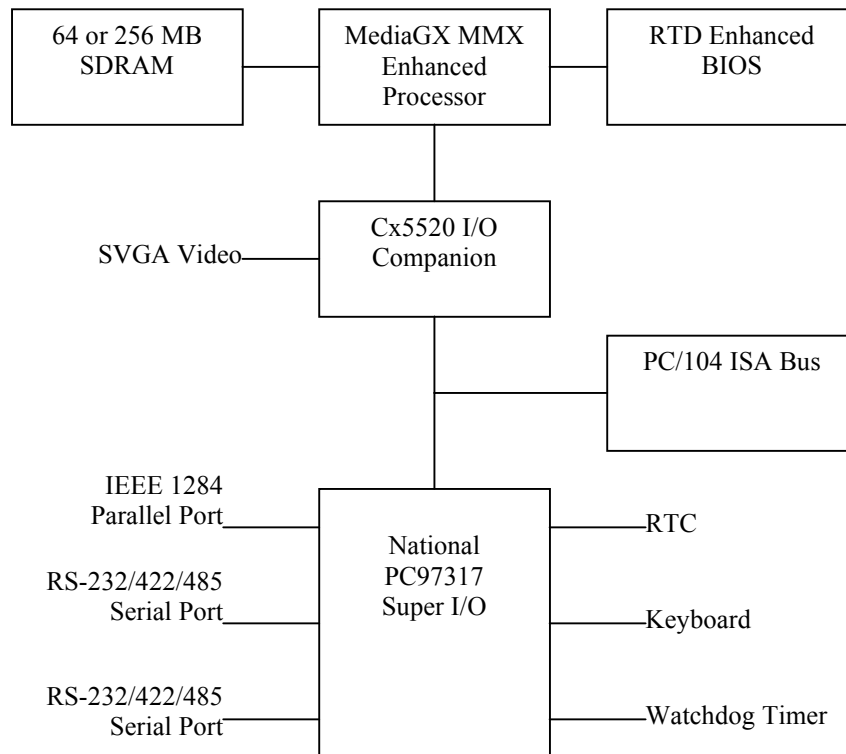 64 or 256 MB
SDRAM
MediaGX MMX
Enhanced
Processor
RTD Enhanced
BIOS
Cx5520 I/O
Companion
SVGA Video
PC/104 ISA Bus
IEEE 1284
Parallel Port
RS-232/422/485
Serial Port
RS-232/422/485
Serial Port
National
PC97317
Super I/O
RTC
Keyboard
Watchdog Timer